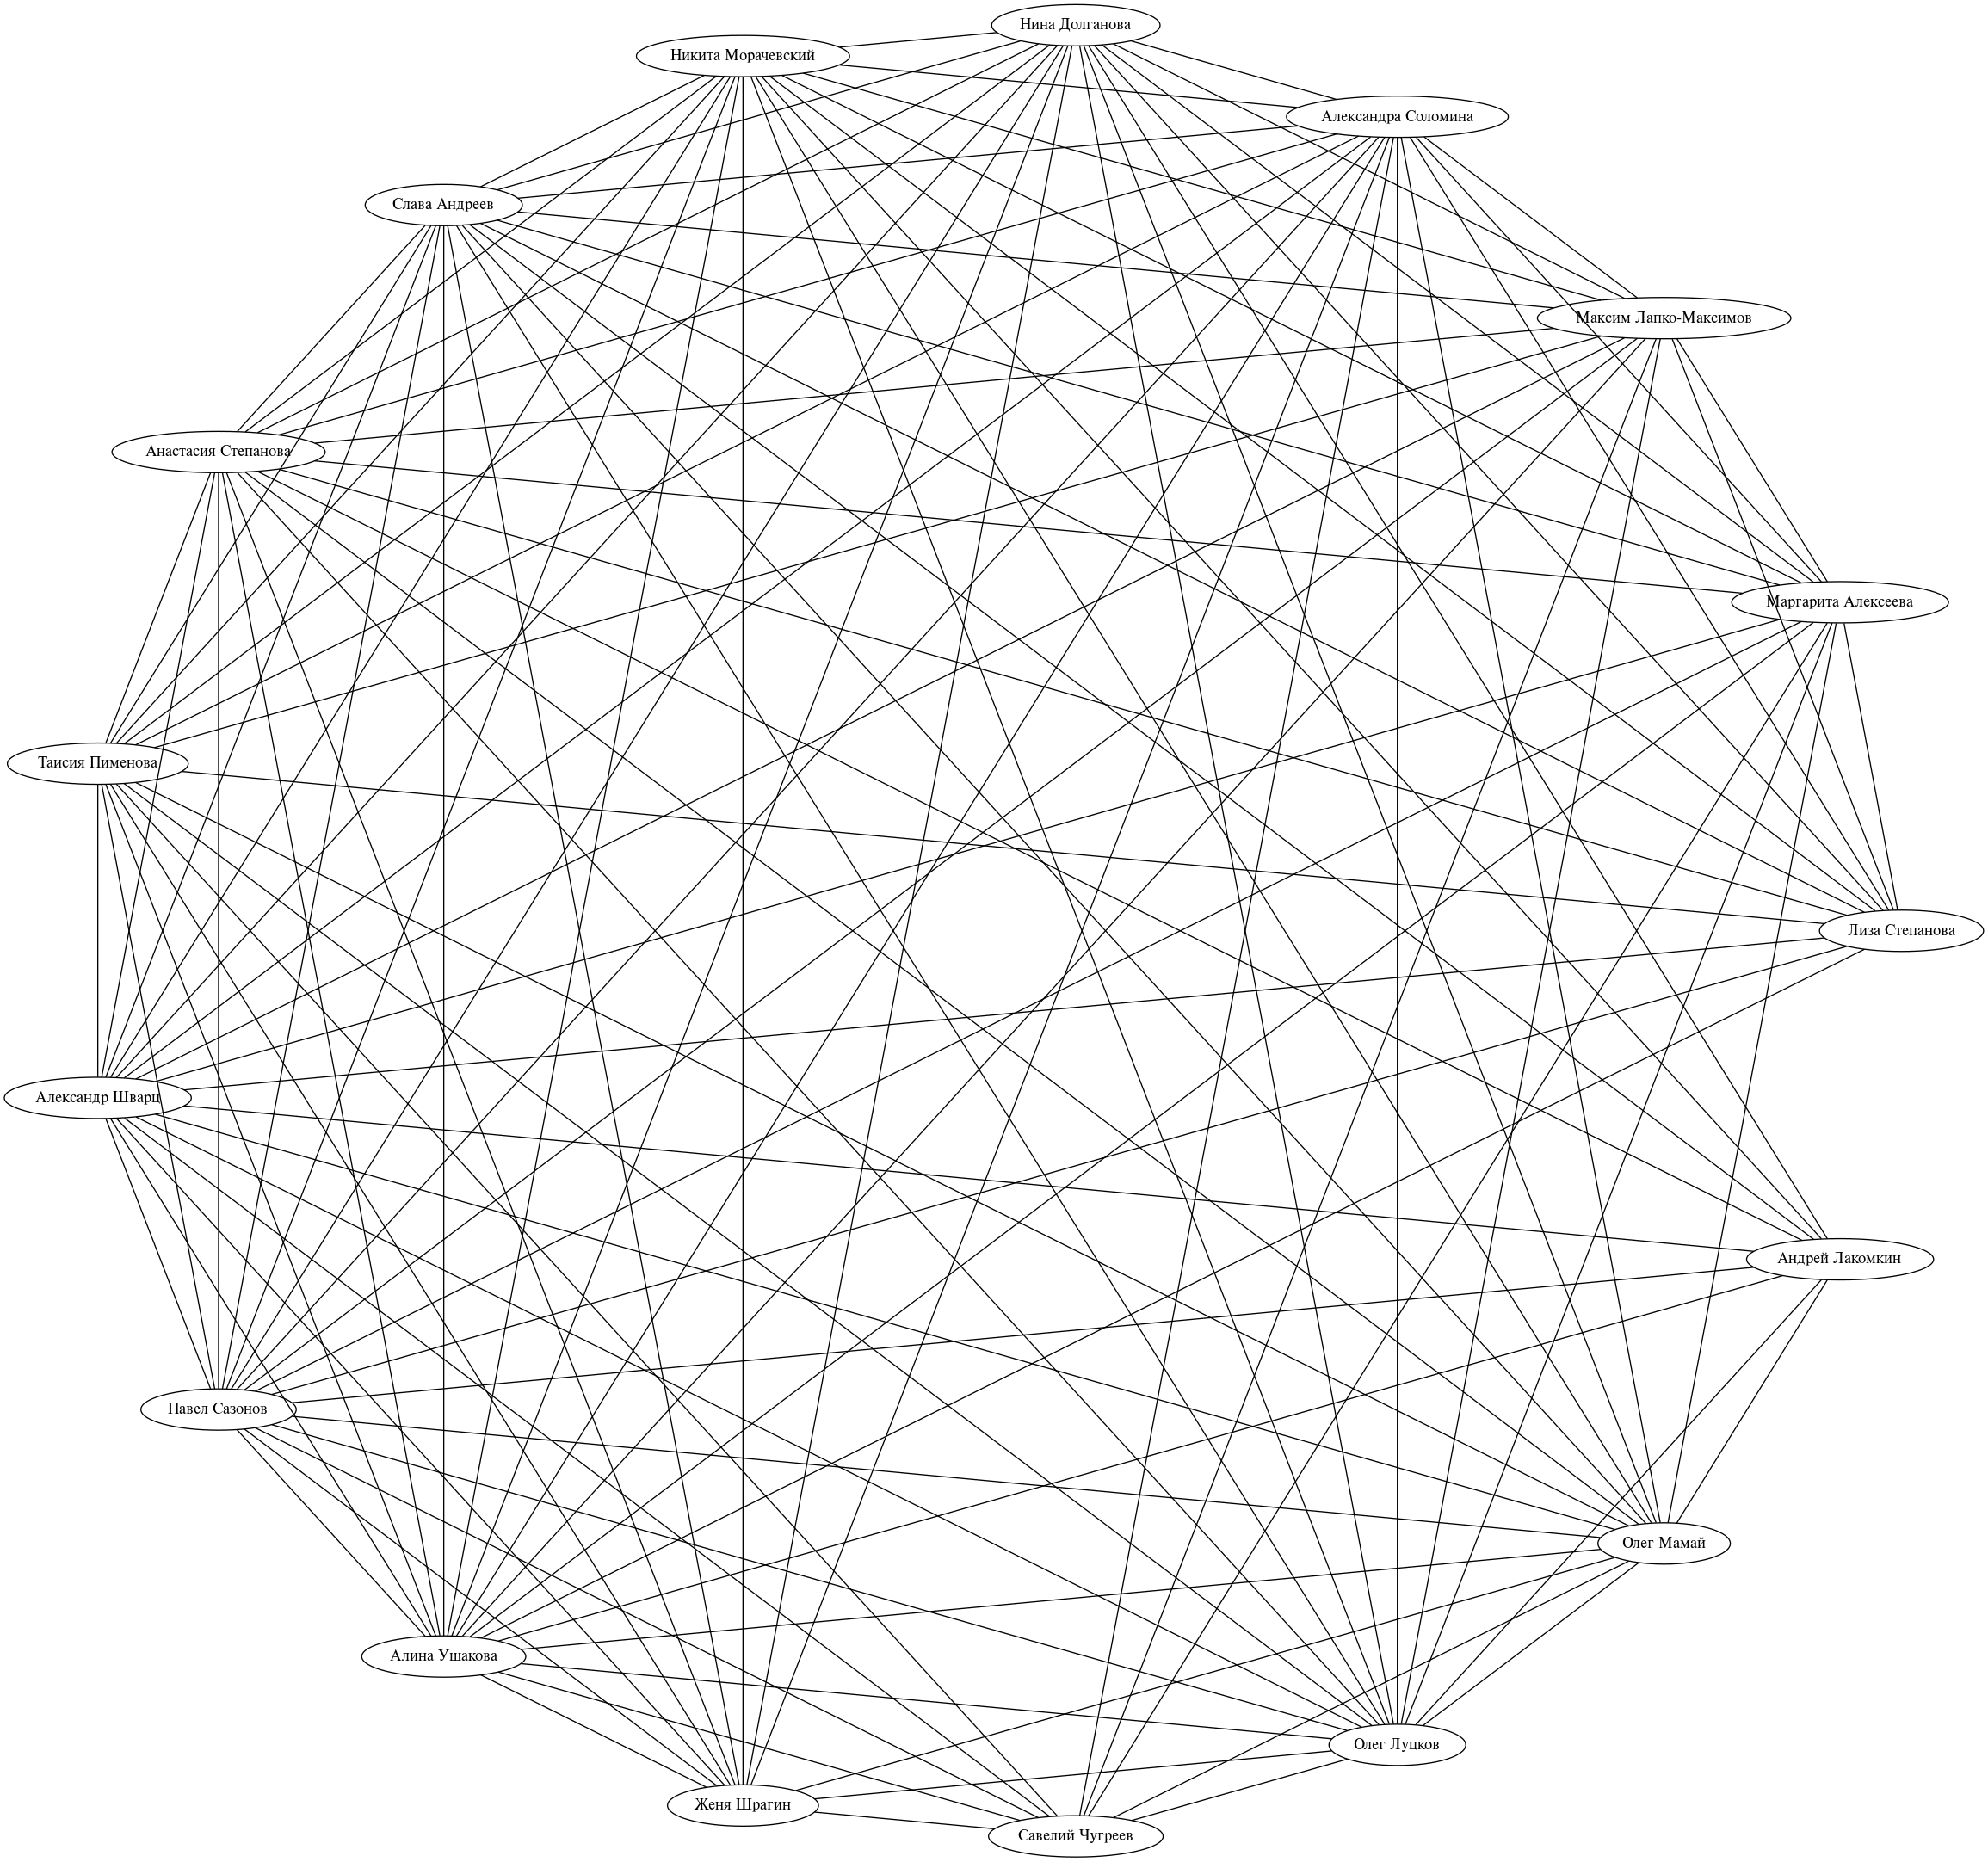 Нина Долганова
Никита Морачевский
Александра Соломина
Слава Андреев
Максим Лапко-Максимов
Анастасия Степанова
Маргарита Алексеева
Таисия Пименова
Лиза Степанова
Александр Шварц
Андрей Лакомкин
Павел Сазонов
Олег Мамай
Алина Ушакова
Олег Луцков
Женя Шрагин
Савелий Чугреев